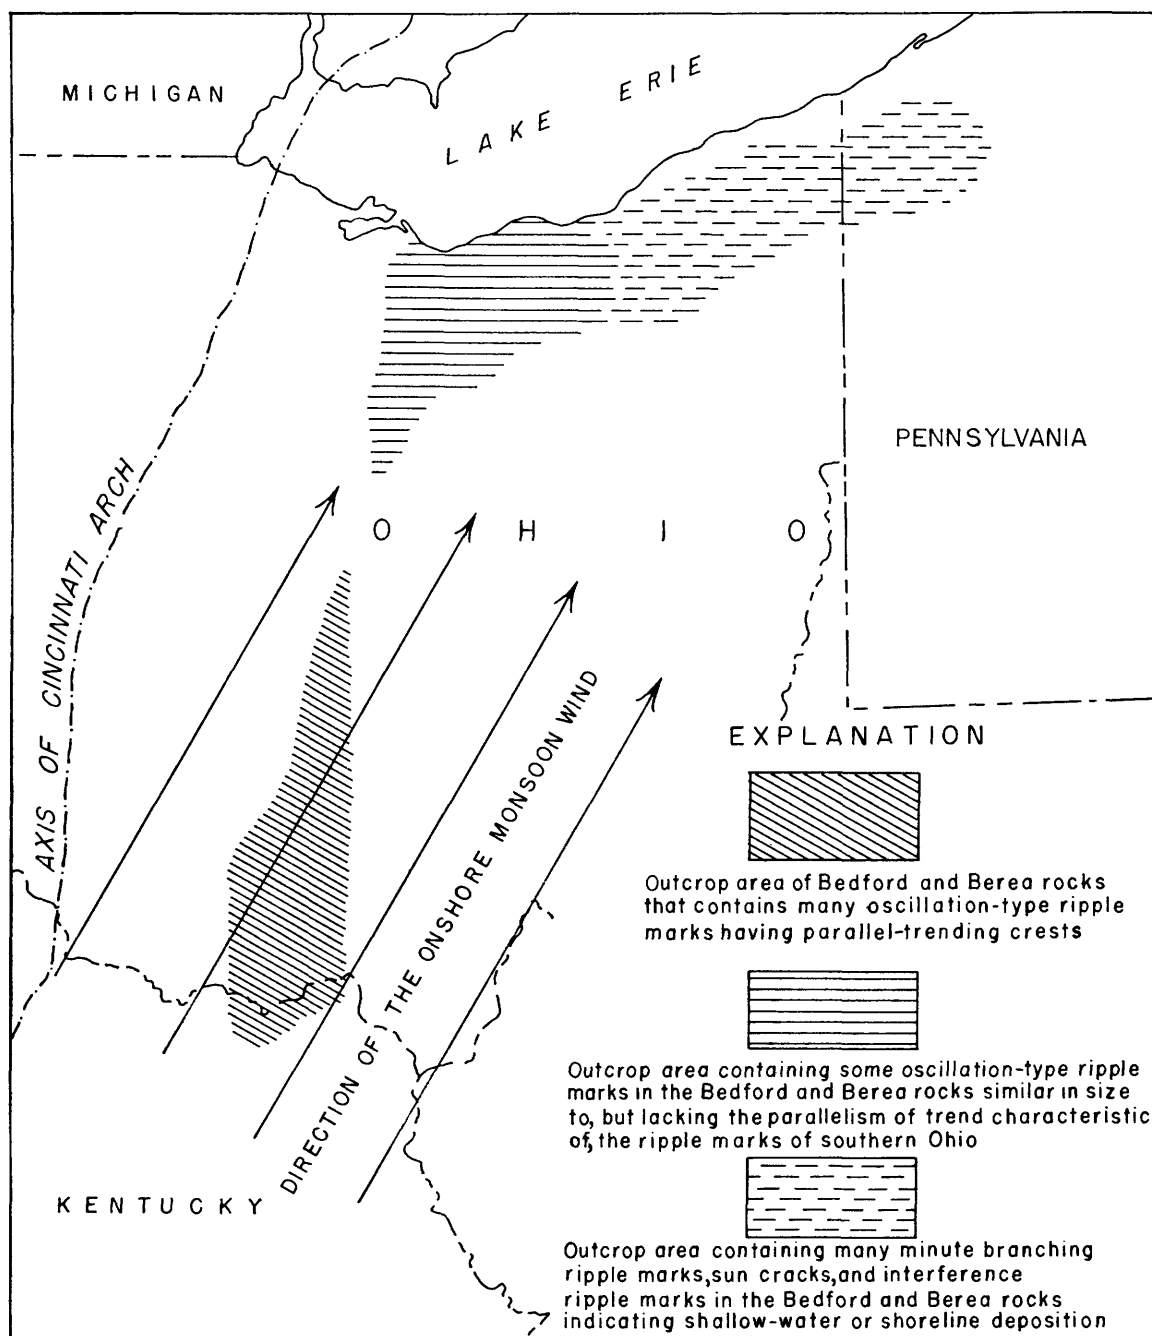 MICHIGAN
LAKE ERIE
PENNSYLVANIA
OHIO
AXIS OF CINCINNATI ARCH
DIRECTION OF THE ONSHORE MONSOON WIND
KENTUCKY
EXPLANATION
Outcrop area of Bedford and Berea rocks
that contains many oscillation-type ripple
marks having parallel-trending crests
Outcrop area containing some oscillation-type ripple
marks in the Bedford and Berea rocks similar in size
to, but lacking the parallelism of trend characteristic
of, the ripple marks of southern Ohio
Outcrop area containing many minute branching
ripple marks, sun cracks, and interference
ripple marks in the Bedford and Berea rocks
indicating shallow-water or shoreline deposition